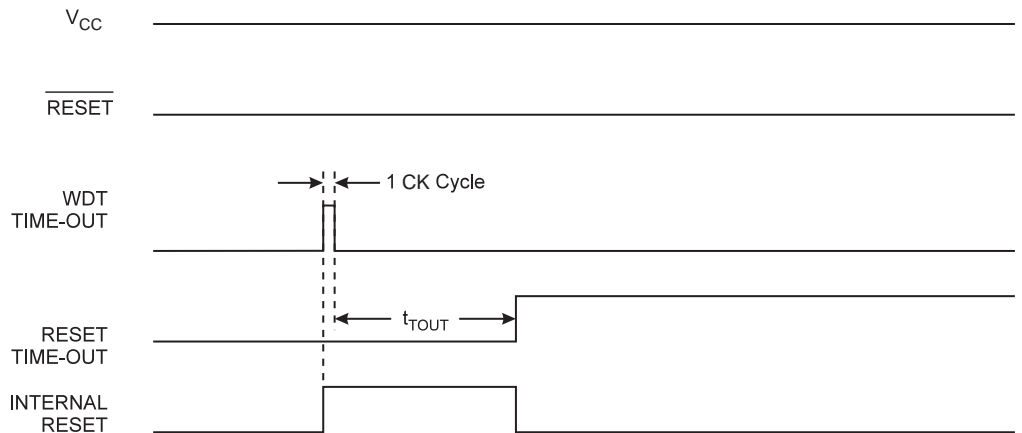 VCC
RESET
1 CK Cycle
WDT
TIME-OUT
tTOUT
RESET
TIME-OUT
INTERNAL
RESET